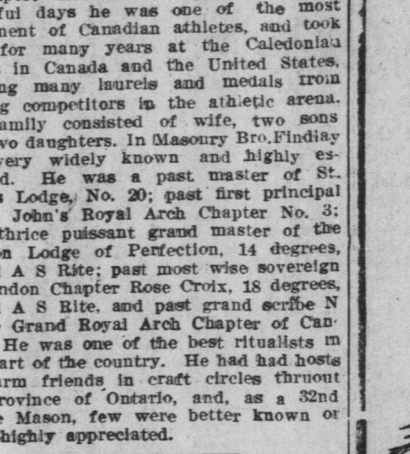 ful days he was one of the most
nent of Canadian athletes, and took
for many years at the Caledonian
s in Canada and the United States,
ng many laurels and medals from
g competitors in the athletic arena.
amily consisted of wife, two sons
wo daughters. In Masonry Bro. Findlay
very widely known and highly es-
d. He was a past master of St.
s Lodge, No. 20; past first principal
John's Royal Arch Chapter No. 3;
thrice puissant grand master of the
n Lodge of Perfection, 14 degrees,
A S Rite; past most wise sovereign
ndon Chapter Rose Croix, 18 degrees,
A S Rite, and past grand scribe N
Grand Royal Arch Chapter of Can-
He was one of the best ritualists in
art of the country. He had had hosts
arm friends in craft circles thruout
rovince of Ontario, and, as a 32nd
e Mason, few were better known or
highly appreciated.